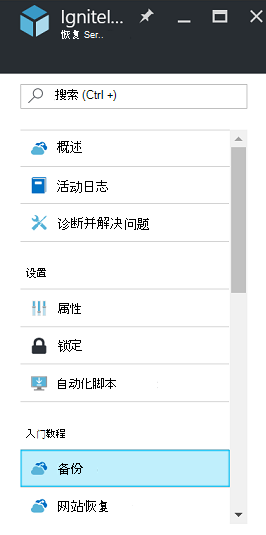 Ignitel...
恢复 Ser..
搜索 (Ctrl +)
概述
活动日志
诊断并解决问题
设置
属性
锁定
自动化脚本
入门教程
备份
网站恢复